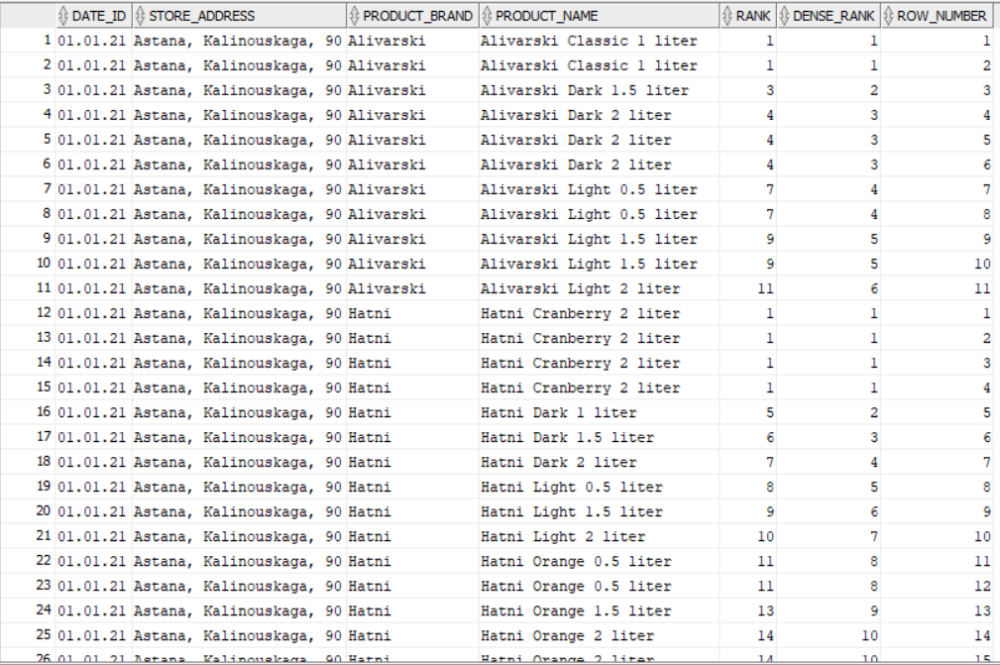 DATE_ID STORE_ADDRESS PRODUCT_BRAND PRODUCT_NAME RANK DENSE_RANK ROW_NUMBER
1 01.01.21 Astana, Kalinouskaga, 90 Alivarski Alivarski Classic 1 liter 1 1 1
2 01.01.21 Astana, Kalinouskaga, 90 Alivarski Alivarski Classic 1 liter 1 1 2
3 01.01.21 Astana, Kalinouskaga, 90 Alivarski Alivarski Dark 1.5 liter 3 2 3
4 01.01.21 Astana, Kalinouskaga, 90 Alivarski Alivarski Dark 2 liter 4 3 4
5 01.01.21 Astana, Kalinouskaga, 90 Alivarski Alivarski Dark 2 liter 4 3 5
6 01.01.21 Astana, Kalinouskaga, 90 Alivarski Alivarski Dark 2 liter 4 3 6
7 01.01.21 Astana, Kalinouskaga, 90 Alivarski Alivarski Light 0.5 liter 7 4 7
8 01.01.21 Astana, Kalinouskaga, 90 Alivarski Alivarski Light 0.5 liter 7 4 8
9 01.01.21 Astana, Kalinouskaga, 90 Alivarski Alivarski Light 1.5 liter 9 5 9
10 01.01.21 Astana, Kalinouskaga, 90 Alivarski Alivarski Light 1.5 liter 9 5 10
11 01.01.21 Astana, Kalinouskaga, 90 Alivarski Alivarski Light 2 liter 11 6 11
12 01.01.21 Astana, Kalinouskaga, 90 Hatni Hatni Cranberry 2 liter 1 1 1
13 01.01.21 Astana, Kalinouskaga, 90 Hatni Hatni Cranberry 2 liter 1 1 2
14 01.01.21 Astana, Kalinouskaga, 90 Hatni Hatni Cranberry 2 liter 1 1 3
15 01.01.21 Astana, Kalinouskaga, 90 Hatni Hatni Cranberry 2 liter 1 1 4
16 01.01.21 Astana, Kalinouskaga, 90 Hatni Hatni Dark 1 liter 5 2 5
17 01.01.21 Astana, Kalinouskaga, 90 Hatni Hatni Dark 1.5 liter 6 3 6
18 01.01.21 Astana, Kalinouskaga, 90 Hatni Hatni Dark 2 liter 7 4 7
19 01.01.21 Astana, Kalinouskaga, 90 Hatni Hatni Light 0.5 liter 8 5 8
20 01.01.21 Astana, Kalinouskaga, 90 Hatni Hatni Light 1.5 liter 9 6 9
21 01.01.21 Astana, Kalinouskaga, 90 Hatni Hatni Light 2 liter 10 7 10
22 01.01.21 Astana, Kalinouskaga, 90 Hatni Hatni Orange 0.5 liter 11 8 11
23 01.01.21 Astana, Kalinouskaga, 90 Hatni Hatni Orange 0.5 liter 11 8 12
24 01.01.21 Astana, Kalinouskaga, 90 Hatni Hatni Orange 1.5 liter 13 9 13
25 01.01.21 Astana, Kalinouskaga, 90 Hatni Hatni Orange 2 liter 14 10 14
26 01.01.21 Astana, Kalinouskaga, 90 Hatni Hatni Orange 2 liter 14 10 15